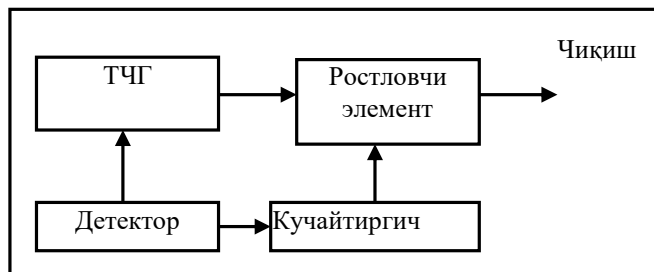 Чиқиш
ТЧГ
Ростловчи
элемент
Детектор
Кучайтиргич